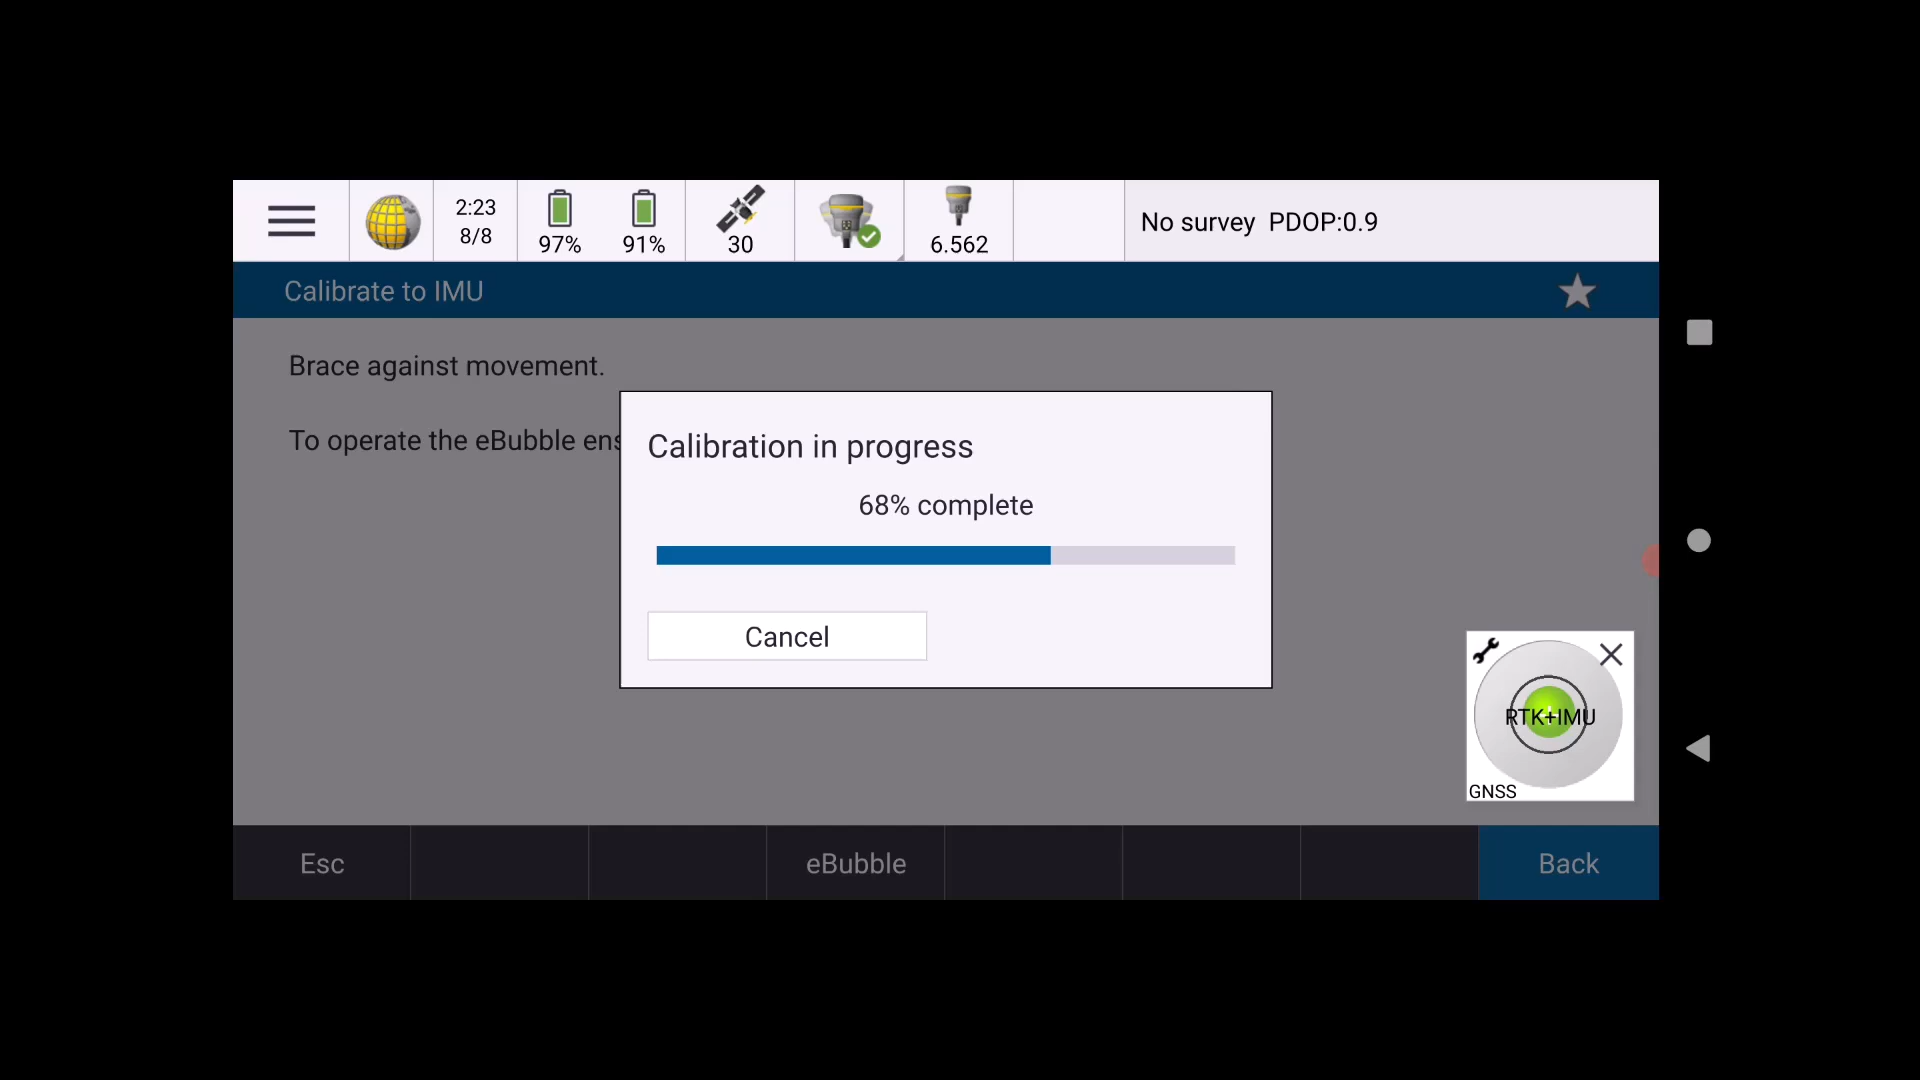 2:23
8/8
97%
91%
30
6.562
No survey PDOP:0.9
Calibrate to IMU
Brace against movement.
To operate the eBubble
Calibration in progress
68% complete
Cancel
RTK+IMU
GNSS
Esc
eBubble
Back